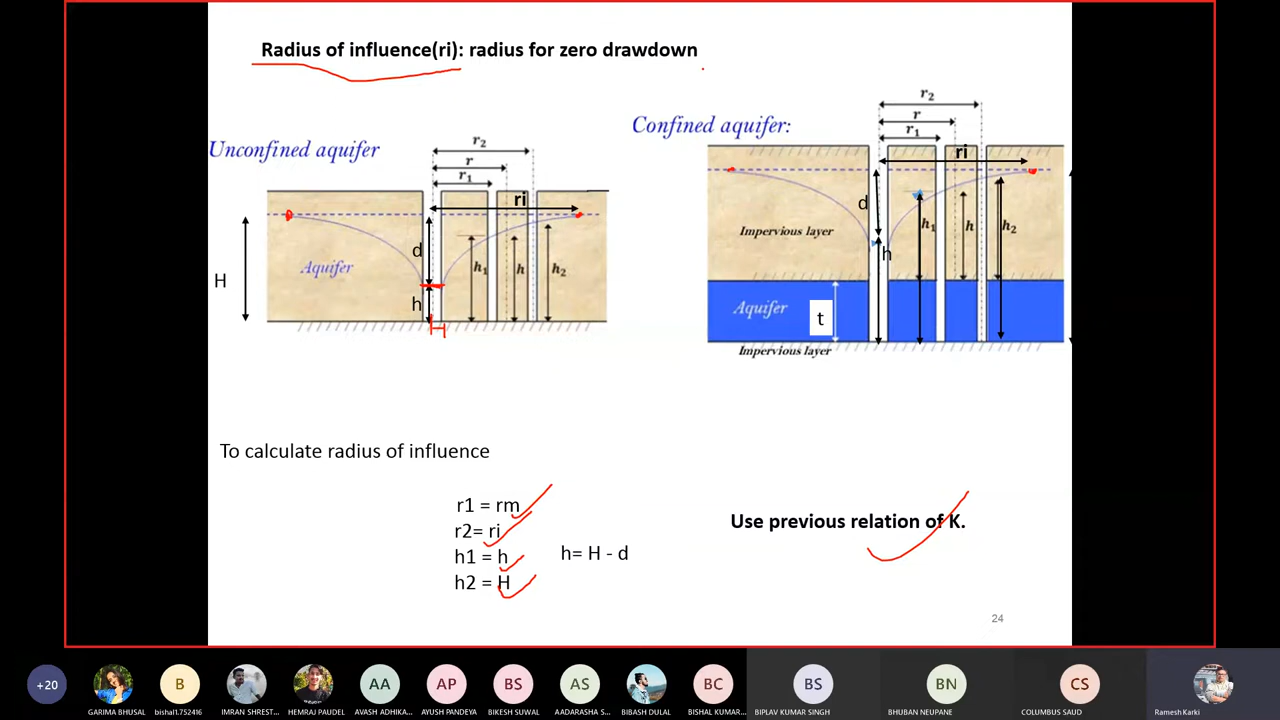 Radius of influence(ri): radius for zero drawdown
Unconfined aquifer
r₂
r
r₁
ri
H
d
h
Aquifer
h₁
h
h₂
Confined aquifer:
r₂
r
r₁
ri
d
h
h₁
h
h₂
Impervious layer
Aquifer
t
Impervious layer
To calculate radius of influence
r1 = rm
r2= ri
h1 = h
h2 = H
h= H - d
Use previous relation of K.
24
+20
B
AA
AP
BS
AS
BC
BS
BN
CS
GARIMA BHUSAL
bishal1.752416
IMRAN SHREST...
HEMRAJ PAUDEL
AVASH ADHIKA...
AYUSH PANDEYA
BIKESH SUWAL
AADARASHA S...
BIBASH DULAL
BISHAL KUMAR...
BIPLAV KUMAR SINGH
BHUBAN NEUPANE
COLUMBUS SAUD
Ramesh Karki